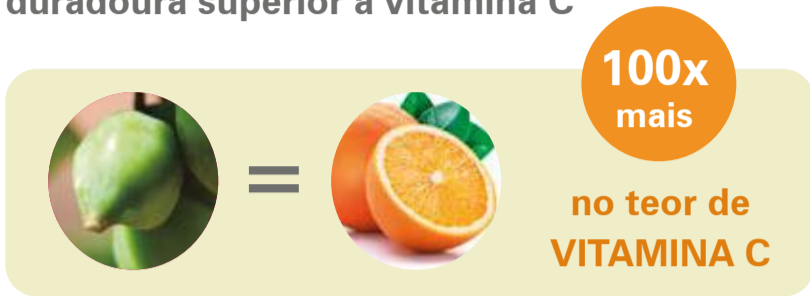 duradoura superior à vitamina C
=
100x
mais
no teor de
VITAMINA C